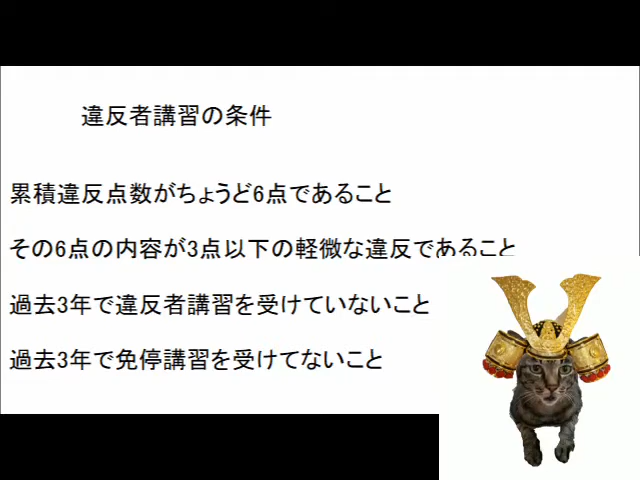 違反者講習の条件
累積違反点数がちょうど6点であること
その6点の内容が3点以下の軽微な違反であること
過去3年で違反者講習を受けていないこと
過去3年で免停講習を受けてないこと